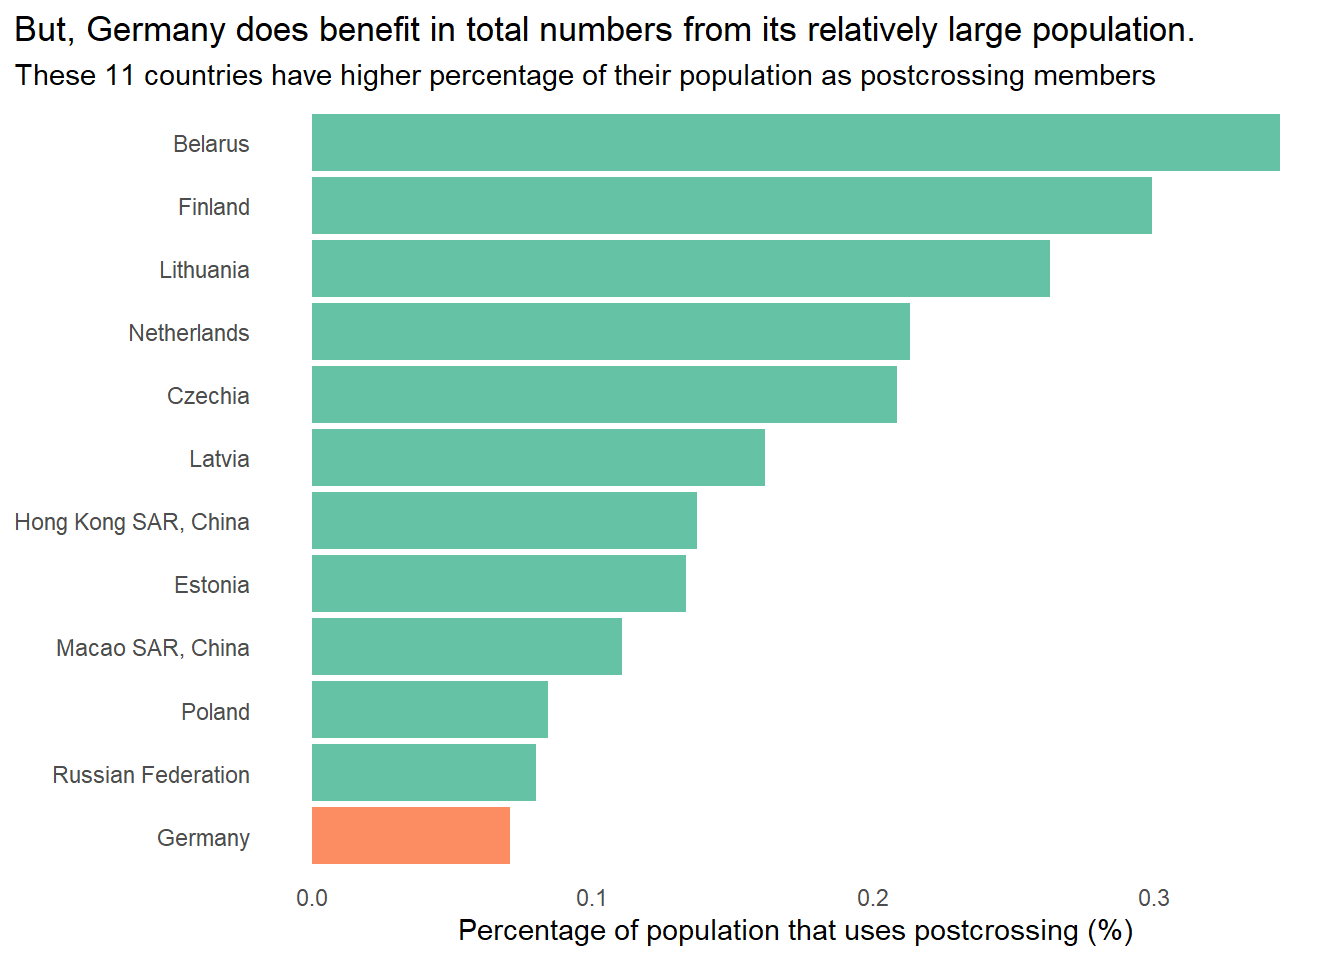 But, Germany does benefit in total numbers from its relatively large population.
These 11 countries have higher percentage of their population as postcrossing members
Belarus
Finland
Lithuania
Netherlands
Czechia
Latvia
Hong Kong SAR, China
Estonia
Macao SAR, China
Poland
Russian Federation
Germany
0.0 0.1 0.2 0.3
Percentage of population that uses postcrossing (%)